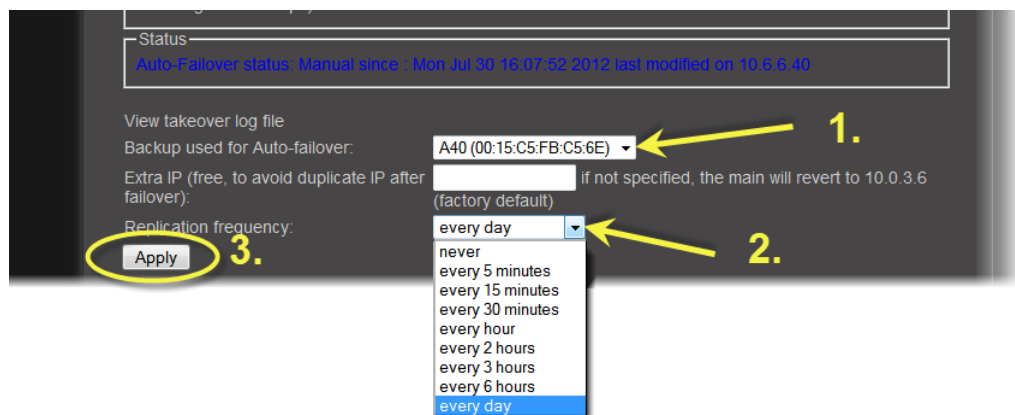 Status
Auto-Failover status: Manual since : Mon Jul 30 16:07:52 2012 last modified on 10.6.6.40
View takeover log file
Backup used for Auto-failover: A40 (00:15:C5:FB:C5:6E) 1.
Extra IP (free, to avoid duplicate IP after if not specified, the main will revert to 10.0.3.6
failover): (factory default)
Replication frequency: every day 2.
Apply 3.
never
every 5 minutes
every 15 minutes
every 30 minutes
every hour
every 2 hours
every 3 hours
every 6 hours
every day